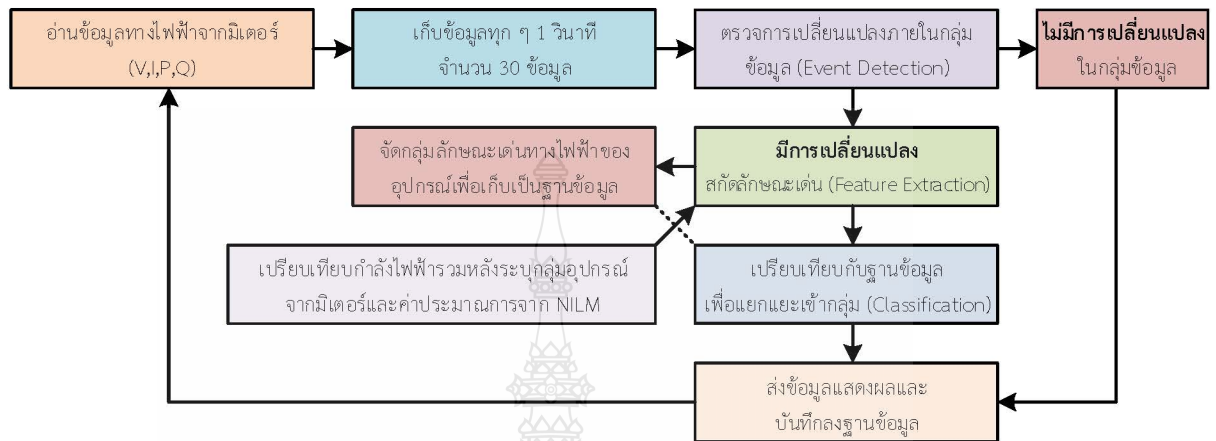 อ่านข้อมูลทางไฟฟ้าจากมิเตอร์
(V,I,P,Q)
เก็บข้อมูลทุก ๆ 1 วินาที
จำนวน 30 ข้อมูล
ตรวจการเปลี่ยนแปลงภายในกลุ่ม
ข้อมูล (Event Detection)
ไม่มีการเปลี่ยนแปลง
ในกลุ่มข้อมูล
จัดกลุ่มลักษณะเด่นทางไฟฟ้าของ
อุปกรณ์เพื่อเก็บเป็นฐานข้อมูล
มีการเปลี่ยนแปลง
สกัดลักษณะเด่น (Feature Extraction)
เปรียบเทียบกำลังไฟฟ้ารวมหลังระบุกลุ่มอุปกรณ์
จากมิเตอร์และค่าประมาณการจาก NILM
เปรียบเทียบกับฐานข้อมูล
เพื่อแยกแยะเข้ากลุ่ม (Classification)
ส่งข้อมูลแสดงผลและ
บันทึกลงฐานข้อมูล